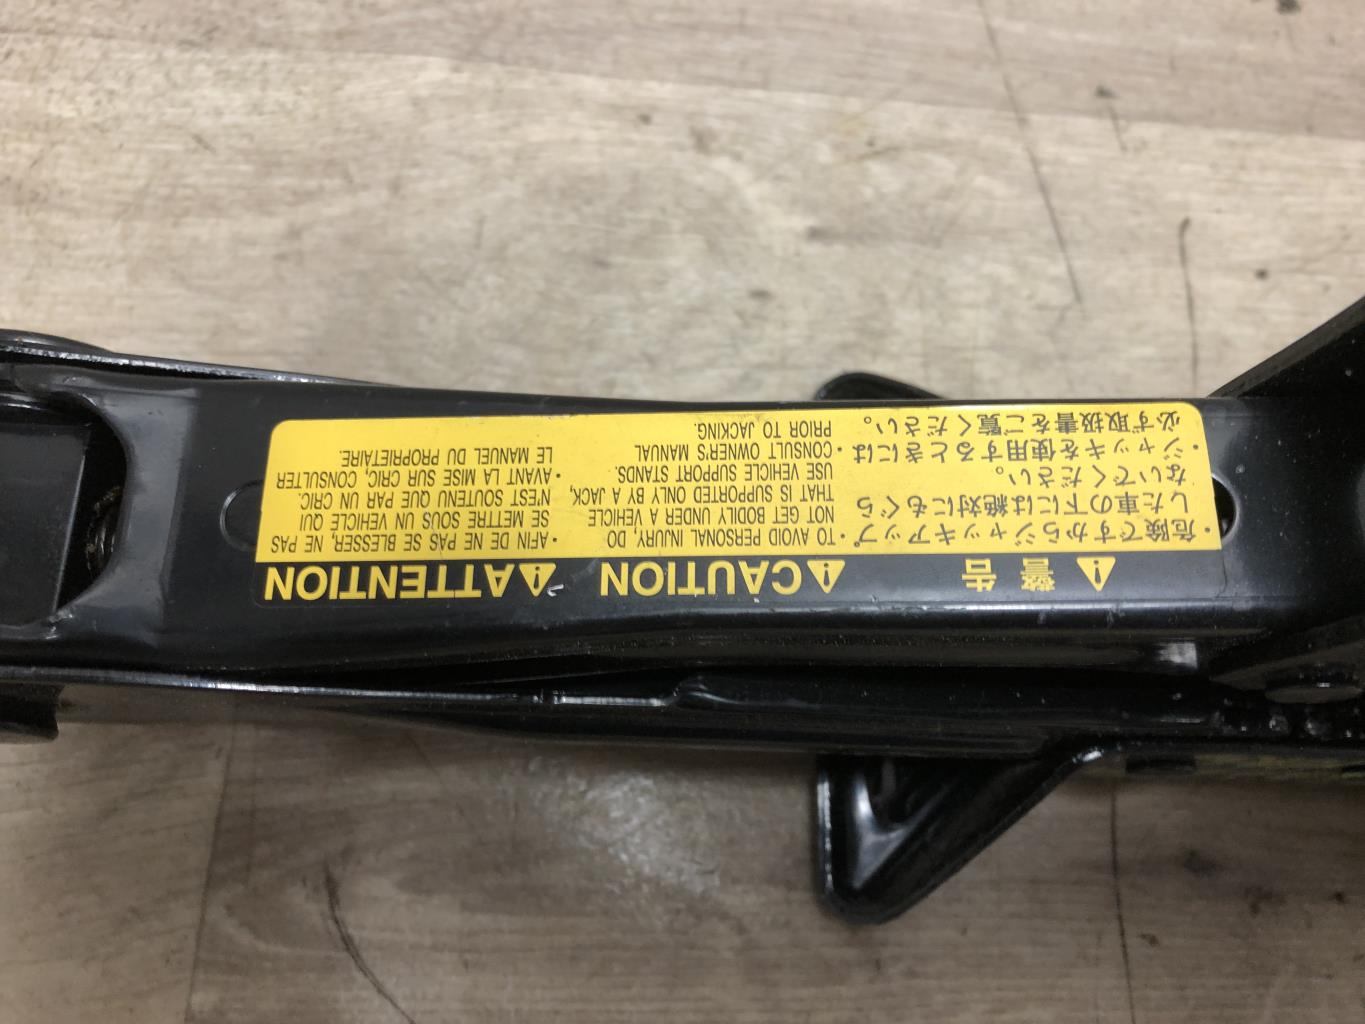 ⚠警告
・危険ですからジャッキアップ
した車の下には絶対にもぐら
ないでください。
・ジャッキを使用するときには
必ず取扱書をご覧ください。
⚠CAUTION
・TO AVOID PERSONAL INJURY, DO
NOT GET BODILY UNDER A VEHICLE
THAT IS SUPPORTED ONLY BY A JACK,
USE VEHICLE SUPPORT STANDS.
・CONSULT OWNER'S MANUAL
PRIOR TO JACKING.
⚠ATTENTION
・AFIN DE NE PAS SE BLESSER, NE PAS
SE METTRE SOUS UN VEHICLE QUI
N'EST SOUTENU QUE PAR UN CRIC.
・AVANT LA MISE SUR CRIC, CONSULTER
LE MANUEL DU PROPRIETAIRE.